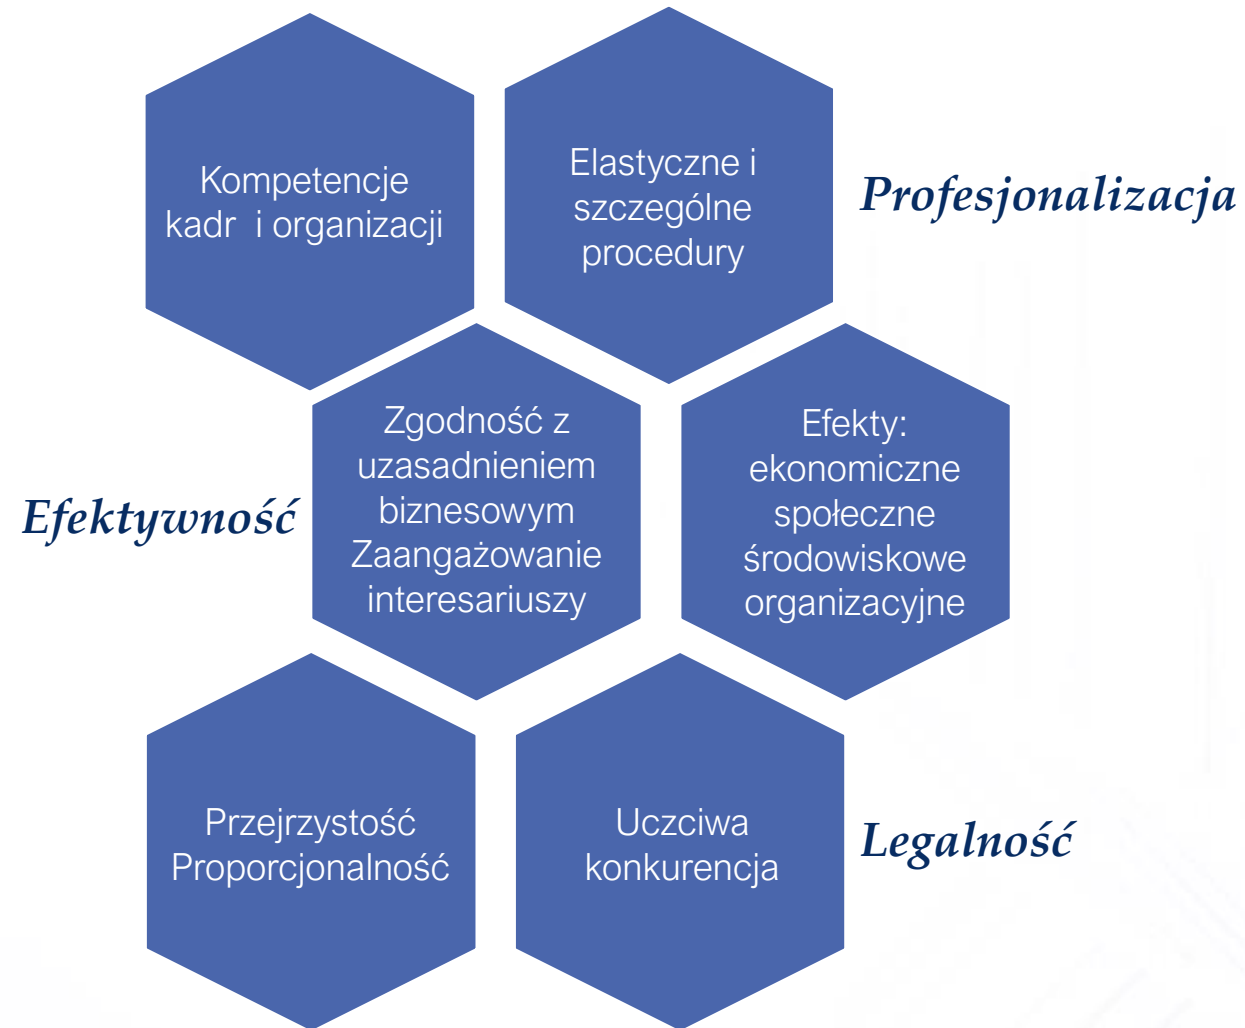 Kompetencje
kadr  i organizacji
Elastyczne i
szczególne
procedury
Profesjonalizacja
Efektywność
Zgodność z
uzasadnieniem
biznesowym
Zaangażowanie
interesariuszy
Efekty:
ekonomiczne
społeczne
środowiskowe
organizacyjne
Przejrzystość
Proporcjonalność
Uczciwa
konkurencja
Legalność